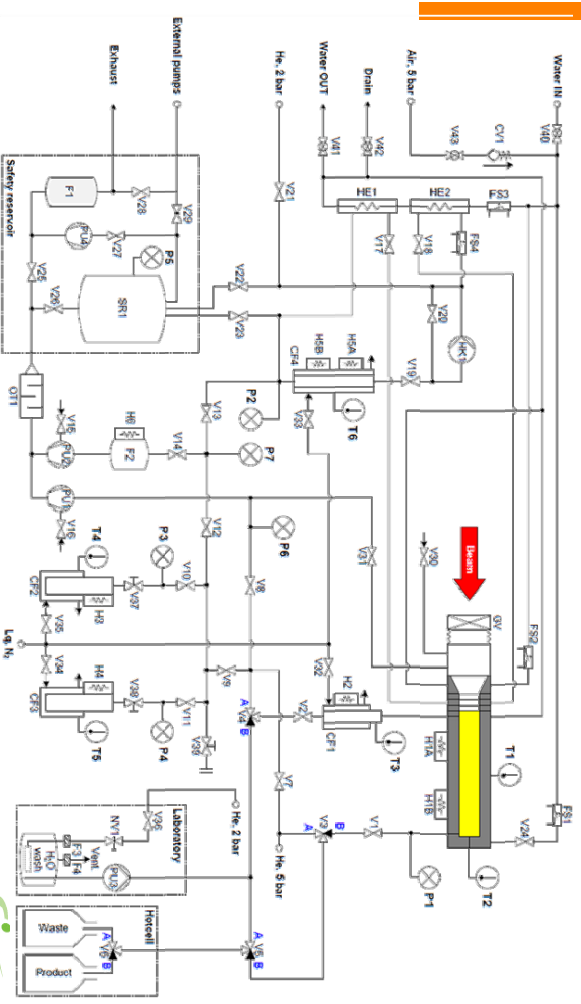 Exhaust
External pumps
He, 2 bar
Water OUT
Drain
Air, 5 bar
Water IN
V41
V42
V43
CV1
V40
F1
V28
V29
V21
HE1
HE2
FS3
PU4
V27
P5
V17
V18
FS4
Safety reservoir
V25
V26
SR1
V22
V23
V20
HK1
OT1
H5B
H5A
CF4
V19
V15
H6
V13
P2
V33
T6
PU2
F2
V14
P7
PU1
V16
T4
P3
V12
P6
V31
V30
Beam
CF2
H3
V37
V10
V8
GV
FS2
V35
Lq. N₂
V34
V32
H2
CF3
H4
V38
V11
V9
A
V4
B
V2
CF1
T5
P4
V39
T3
H1A
T1
V7
H1B
Laboratory
V36
He, 2 bar
He, 5 bar
A
V3
B
V1
V24
FS1
NV1
F3
F4
Vent.
H₂O
wash
PU3
P1
T2
Hotcell
Waste
A
V6
B
Product
A
V5
B